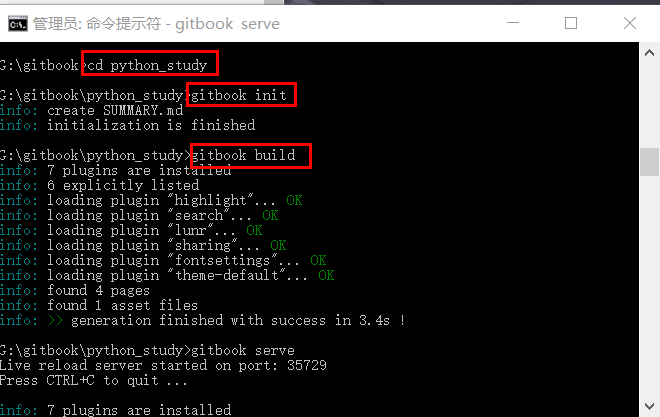 管理员: 命令提示符 - gitbook serve
G:\gitbook>cd python_study
G:\gitbook\python_study>gitbook init
info: create SUMMARY.md
info: initialization is finished
G:\gitbook\python_study>gitbook build
info: 7 plugins are installed
info: 6 explicitly listed
info: loading plugin "highlight"... OK
info: loading plugin "search"... OK
info: loading plugin "lunr"... OK
info: loading plugin "sharing"... OK
info: loading plugin "fontsettings"... OK
info: loading plugin "theme-default"... OK
info: found 4 pages
info: found 1 asset files
info: >> generation finished with success in 3.4s !
G:\gitbook\python_study>gitbook serve
Live reload server started on port: 35729
Press CTRL+C to quit ...
info: 7 plugins are installed